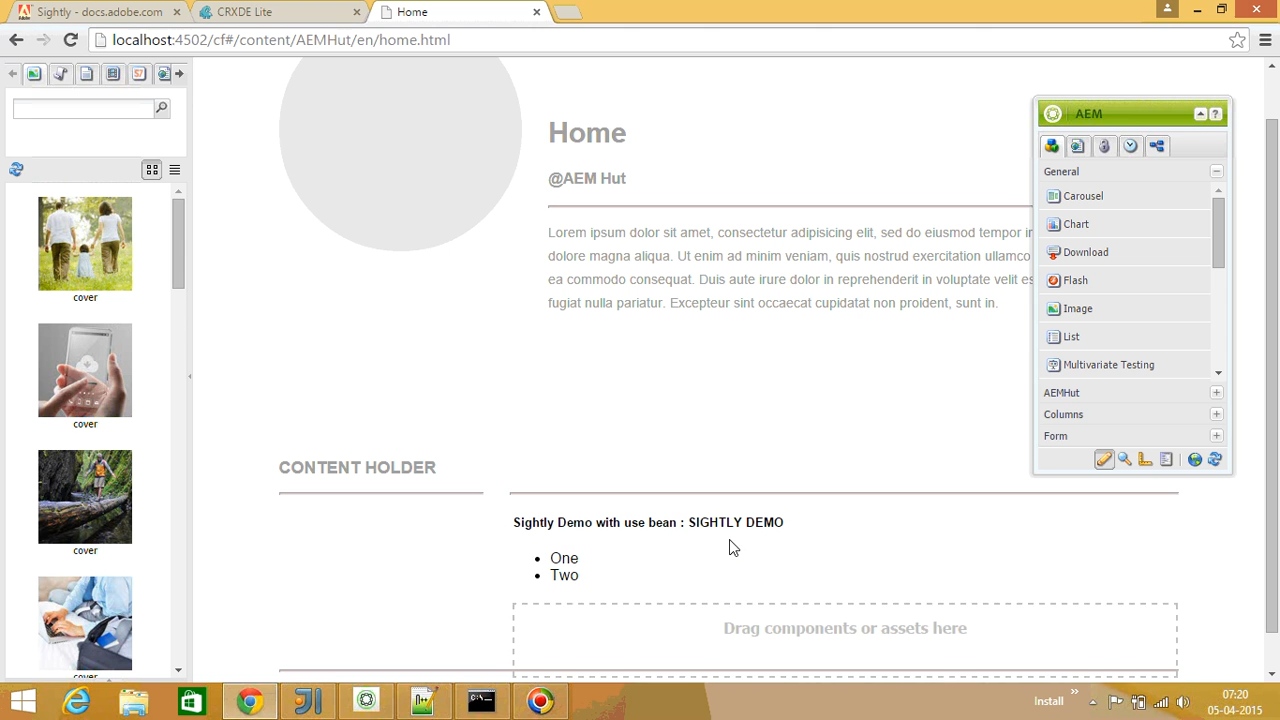 Sightly - docs.adobe.com
CRXDE Lite
Home
localhost:4502/cf#/content/AEMHut/en/home.html
S7
cover
cover
cover
cover
Home
@AEM Hut
Lorem ipsum dolor sit amet, consectetur adipisicing elit, sed do eiusmod tempor
dolore magna aliqua. Ut enim ad minim veniam, quis nostrud exercitation ullamco
ea commodo consequat. Duis aute irure dolor in reprehenderit in voluptate velit
fugiat nulla pariatur. Excepteur sint occaecat cupidatat non proident, sunt in.
CONTENT HOLDER
Sightly Demo with use bean : SIGHTLY DEMO
One
Two
Drag components or assets here
AEM
?
General
Carousel
Chart
Download
Flash
Image
List
Multivariate Testing
AEMHut
Columns
Form
Install
07:20
05-04-2015